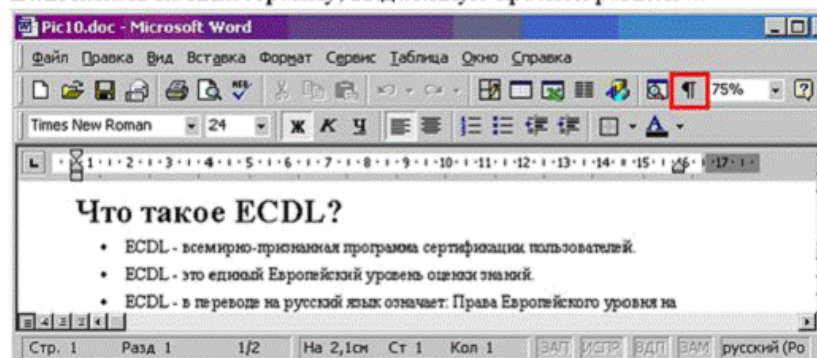 Pic10.doc - Microsoft Word
Файл Правка Вид Вставка Формат Сервис Таблица Окно Справка
75%
Times New Roman 24 Ж К Ч
1 2 3 4 5 6 7 8 9 10 11 12 13 14 15 16 17
Что такое ECDL?
• ECDL - всемирно-признанная программа сертификации пользователей.
• ECDL - это единый Европейский уровень оценки знаний.
• ECDL - в переводе на русский язык означает: Права Европейского уровня на
Стр. 1 Разд 1 1/2 На 2,1см Ст 1 Кол 1 ЗАП ИСПР ВДЛ ЗАМ русский (Ро